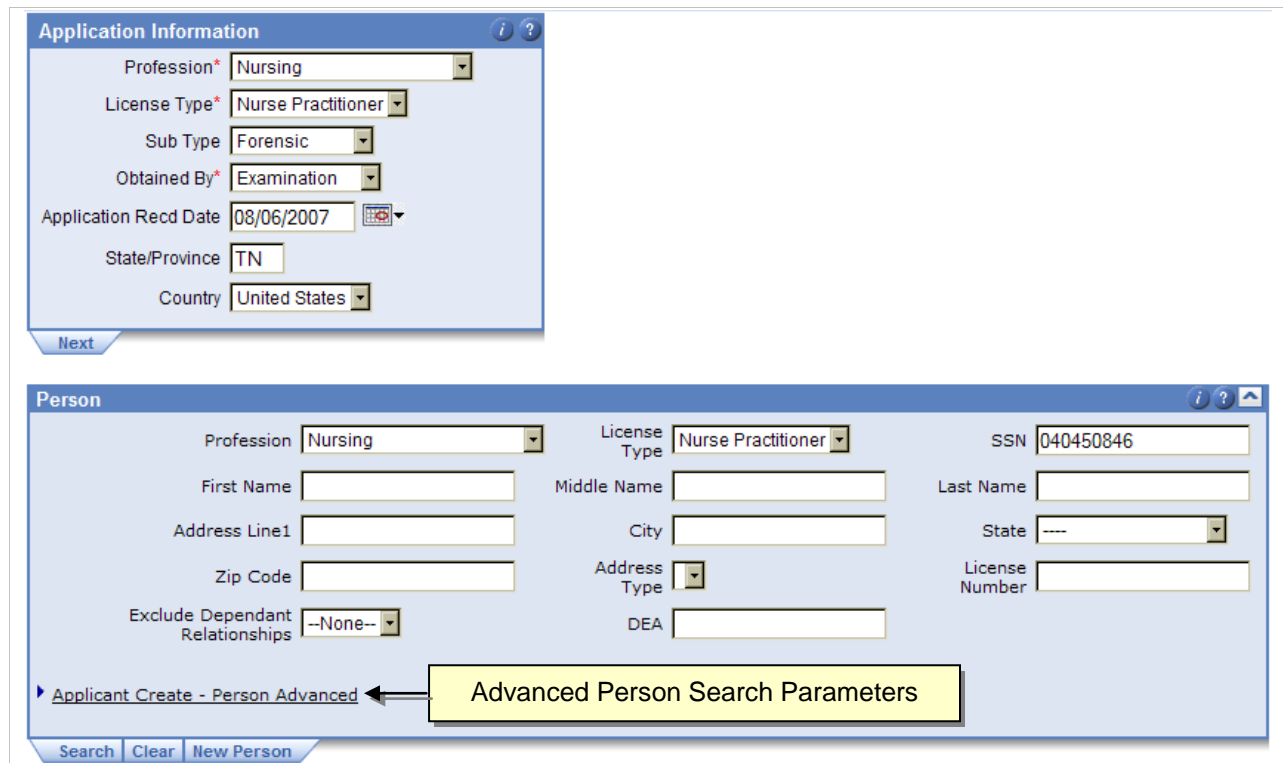 Application Information
Profession* Nursing
License Type* Nurse Practitioner
Sub Type Forensic
Obtained By* Examination
Application Recd Date 08/06/2007
State/Province TN
Country United States
Next
Person
Profession Nursing License Type Nurse Practitioner SSN 040450846
First Name Middle Name Last Name
Address Line1 City State ----
Zip Code Address Type License Number
Exclude Dependant Relationships --None-- DEA
Applicant Create - Person Advanced Advanced Person Search Parameters
Search Clear New Person